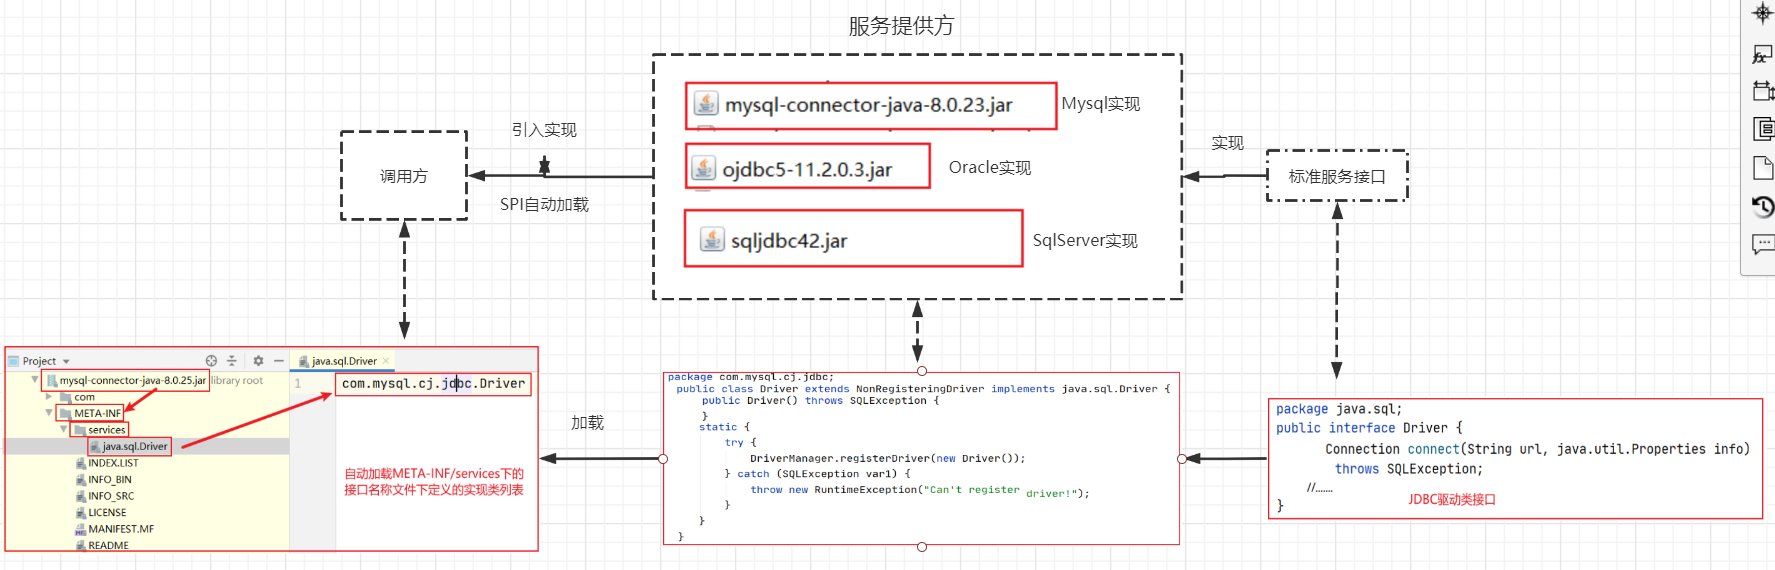 服务提供方
mysql-connector-java-8.0.23.jar
Mysql实现
引入实现
实现
调用方
ojdbc5-11.2.0.3.jar
Oracle实现
标准服务接口
SPI自动加载
sqljdbc42.jar
SqlServer实现
Project
java.sql.Driver
mysql-connector-java-8.0.25.jar library root
com
META-INF
services
java.sql.Driver
INDEX.LIST
INFO_BIN
INFO_SRC
LICENSE
MANIFEST.MF
README
1 com.mysql.cj.jdbc.Driver
自动加载META-INF/services下的
接口名称文件下定义的实现类列表
加载
package com.mysql.cj.jdbc;
public class Driver extends NonRegisteringDriver implements java.sql.Driver {
public Driver() throws SQLException {
}
static {
try {
DriverManager.registerDriver(new Driver());
} catch (SQLException var1) {
throw new RuntimeException("Can't register driver!");
}
}
}
package java.sql;
public interface Driver {
Connection connect(String url, java.util.Properties info)
throws SQLException;
//.......
JDBC驱动类接口
}